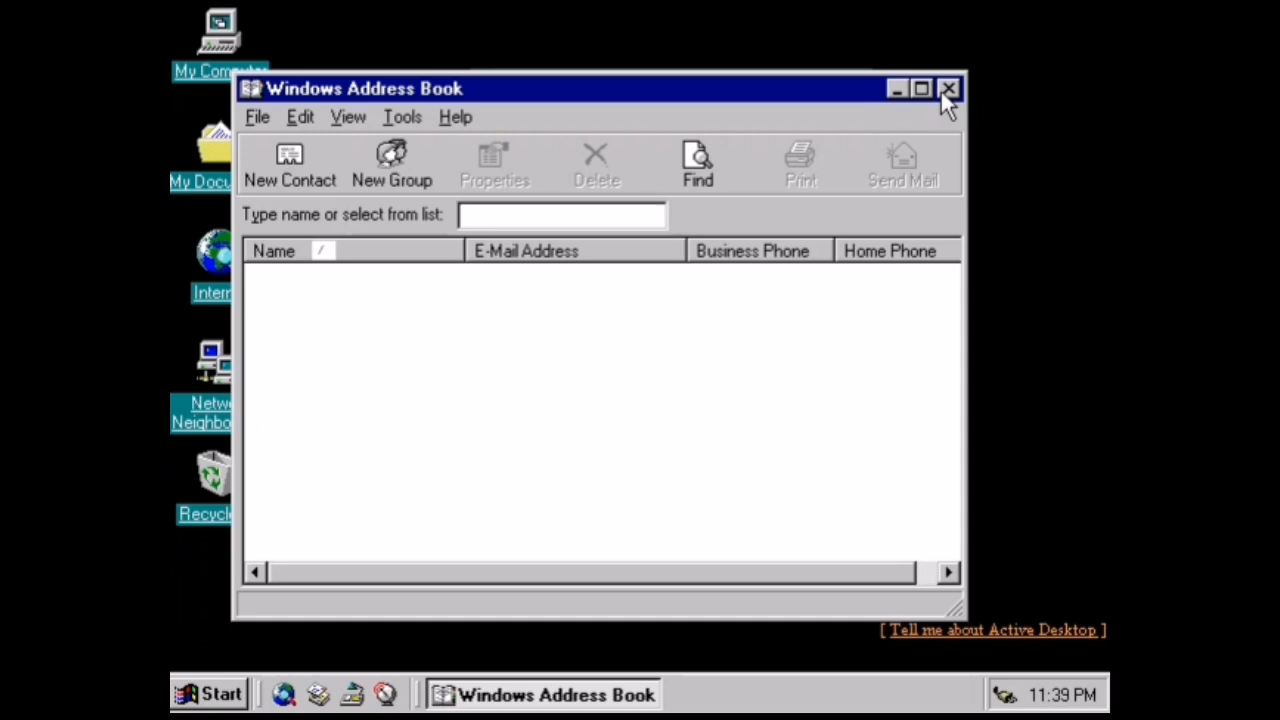 My Computer
Windows Address Book
File Edit View Tools Help
New Contact New Group Properties Delete Find Print Send Mail
My Docu
Type name or select from list:
Name E-Mail Address Business Phone Home Phone
Intern
Netwo
Neighbo
Recycle
[ Tell me about Active Desktop ]
Start Windows Address Book 11:39 PM